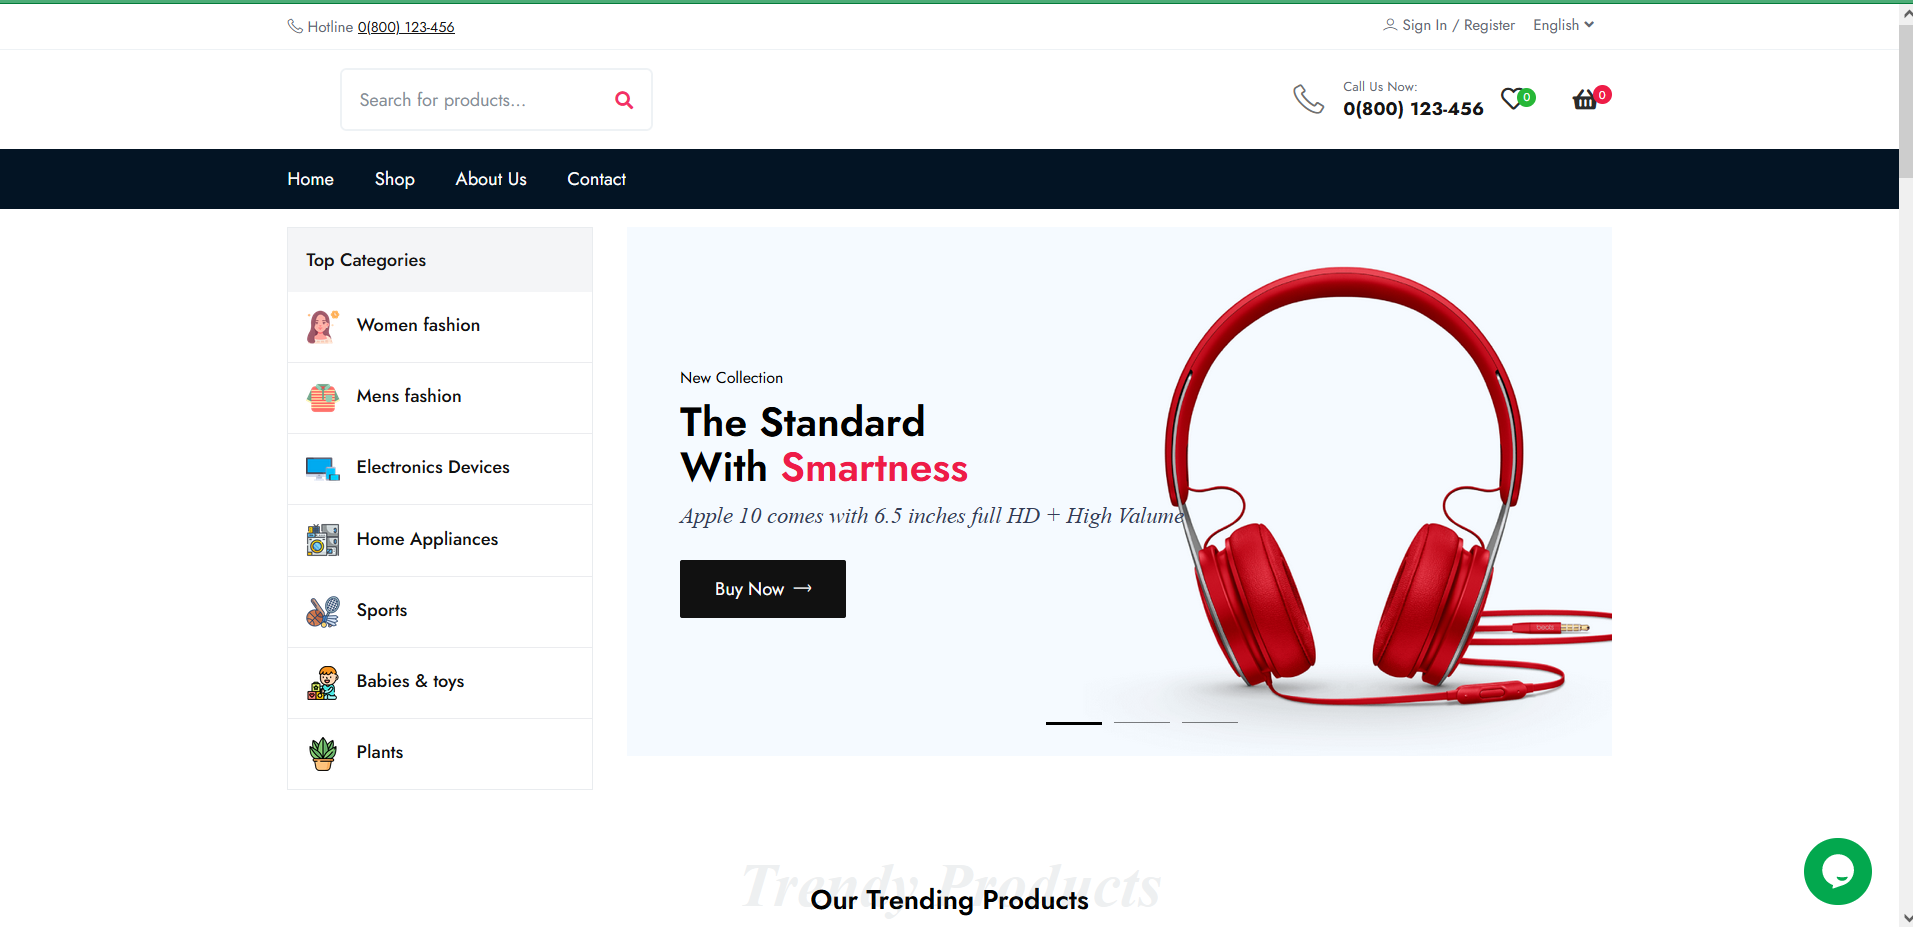 Hotline 0(800) 123-456
Sign In / Register English
Search for products...
Call Us Now:
0(800) 123-456
0
0
Home Shop About Us Contact
Top Categories
Women fashion
Mens fashion
Electronics Devices
Home Appliances
Sports
Babies & toys
Plants
New Collection
The Standard
With Smartness
Apple 10 comes with 6.5 inches full HD + High Valume
Buy Now →
beats
Trendy Products
Our Trending Products